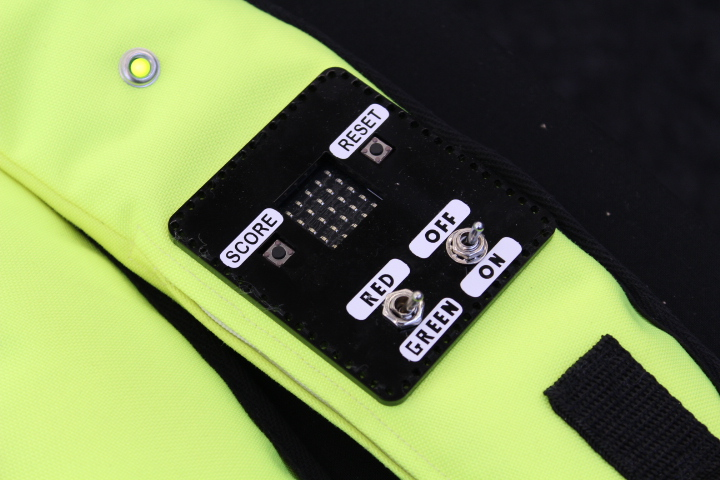 RESET
SCORE
OFF
ON
RED
GREEN